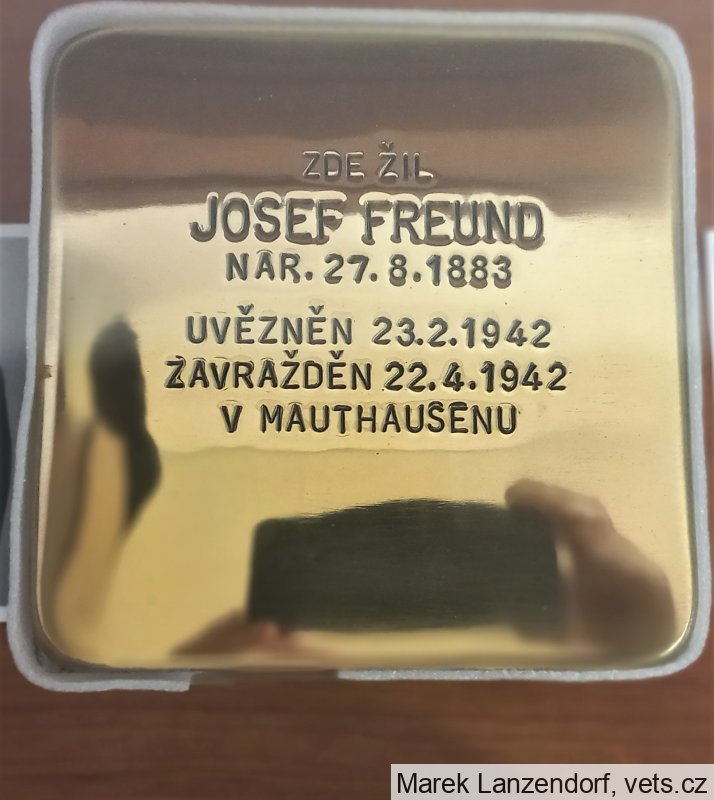 ZDE ŽIL
JOSEF FREUND
NAR. 27.8.1883
UVĚZNĚN 23.2.1942
ZAVRAŽDĚN 22.4.1942
V MAUTHAUSENU
Marek Lanzendorf, vets.cz